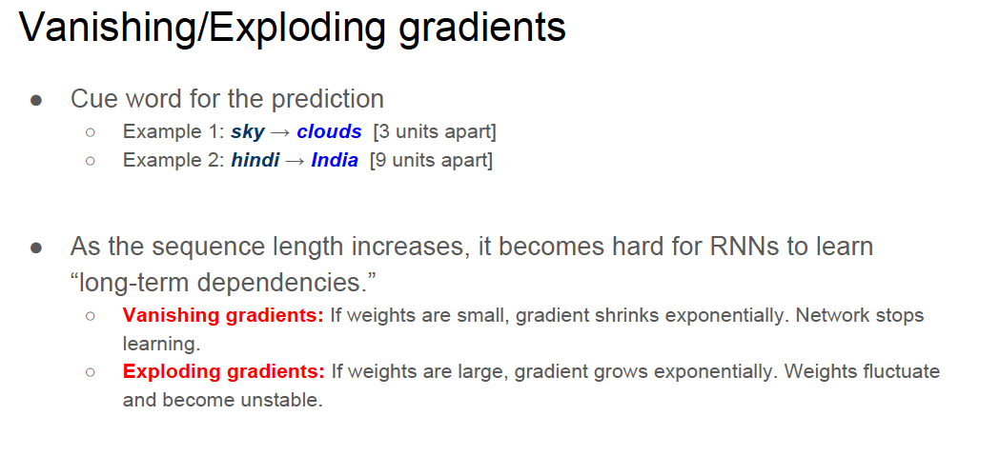 Vanishing/Exploding gradients
● Cue word for the prediction
○ Example 1: sky → clouds [3 units apart]
○ Example 2: hindi → India [9 units apart]
● As the sequence length increases, it becomes hard for RNNs to learn
“long-term dependencies.”
○ Vanishing gradients: If weights are small, gradient shrinks exponentially. Network stops
learning.
○ Exploding gradients: If weights are large, gradient grows exponentially. Weights fluctuate
and become unstable.